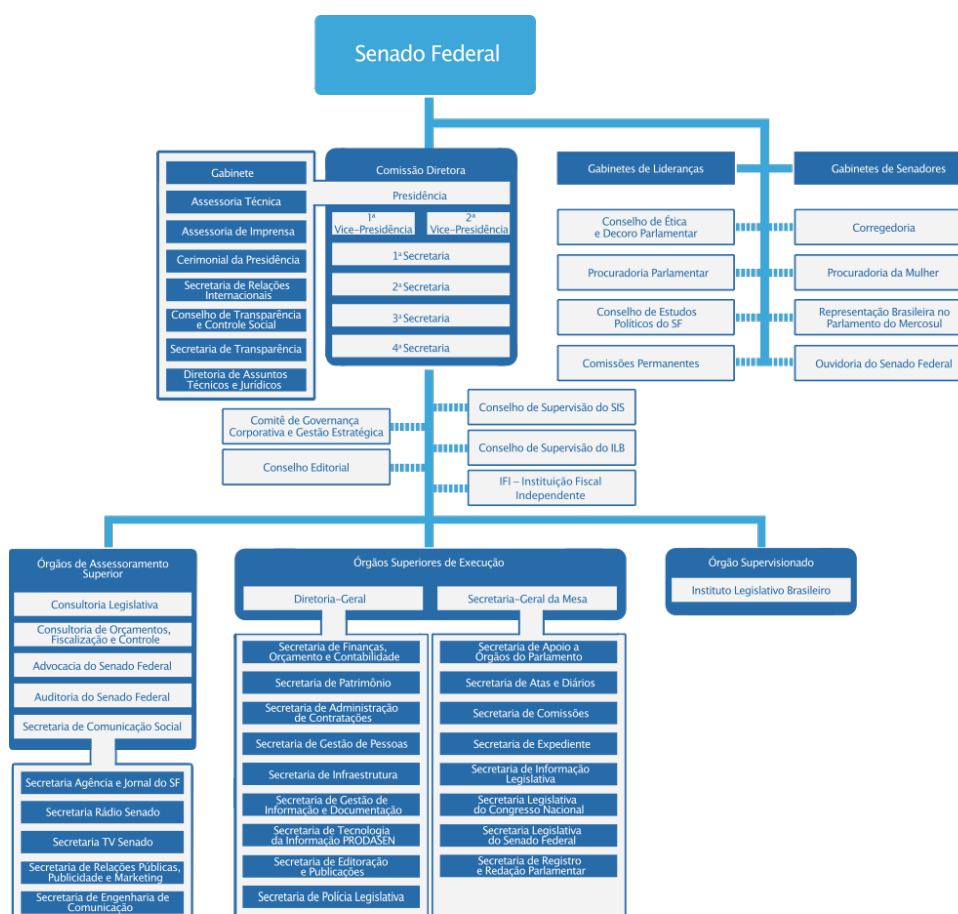 Senado Federal
Gabinete
Assessoria Técnica
Assessoria de Imprensa
Cerimonial da Presidência
Secretaria de Relações
Internacionais
Conselho de Transparência
e Controle Social
Secretaria de Transparência
Diretoria de Assuntos
Técnicos e Jurídicos
Comissão Diretora
Presidência
1ª
Vice-Presidência
2ª
Vice-Presidência
1ª Secretaria
2ª Secretaria
3ª Secretaria
4ª Secretaria
Gabinetes de Lideranças
Gabinetes de Senadores
Conselho de Ética
e Decoro Parlamentar
Corregedoria
Procuradoria Parlamentar
Procuradoria da Mulher
Conselho de Estudos
Políticos do SF
Representação Brasileira no
Parlamento do Mercosul
Comissões Permanentes
Ouvidoria do Senado Federal
Comitê de Governança
Corporativa e Gestão Estratégica
Conselho Editorial
Conselho de Supervisão do SIS
Conselho de Supervisão do ILB
IFI – Instituição Fiscal
Independente
Órgãos de Assessoramento
Superior
Consultoria Legislativa
Consultoria de Orçamentos,
Fiscalização e Controle
Advocacia do Senado Federal
Auditoria do Senado Federal
Secretaria de Comunicação Social
Secretaria Agência e Jornal do SF
Secretaria Rádio Senado
Secretaria TV Senado
Secretaria de Relações Públicas,
Publicidade e Marketing
Secretaria de Engenharia de
Comunicação
Órgãos Superiores de Execução
Diretoria-Geral
Secretaria de Finanças,
Orçamento e Contabilidade
Secretaria de Patrimônio
Secretaria de Administração
de Contratações
Secretaria de Gestão de Pessoas
Secretaria de Infraestrutura
Secretaria de Gestão de
Informação e Documentação
Secretaria de Tecnologia
da Informação PRODASEN
Secretaria de Editoração
e Publicações
Secretaria de Polícia Legislativa
Secretaria-Geral da Mesa
Secretaria de Apoio a
Órgãos do Parlamento
Secretaria de Atas e Diários
Secretaria de Comissões
Secretaria de Expediente
Secretaria de Informação
Legislativa
Secretaria Legislativa
do Congresso Nacional
Secretaria Legislativa
do Senado Federal
Secretaria de Registro
e Redação Parlamentar
Órgão Supervisionado
Instituto Legislativo Brasileiro